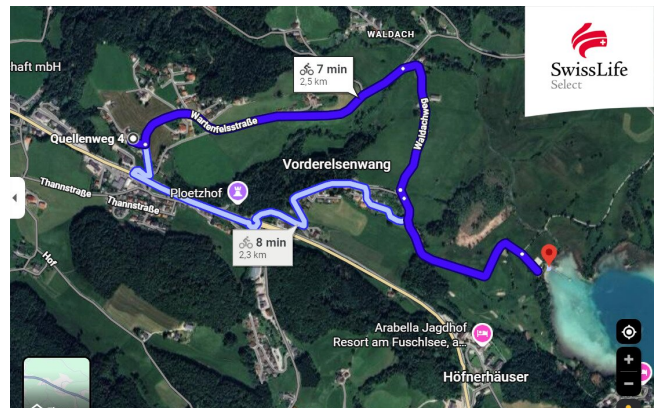 WALDACH
haft mbH
7 min
2,5 km
SwissLife
Select
Wartenfelsstraße
Waldachweg
Quellenweg 4
Vorderelsenwang
Thannstraße
Thannstraße
Ploetzhof
8 min
2,3 km
Hof
Arabella Jagdhof
Resort am Fuschlsee, a...
Höfnerhäuser